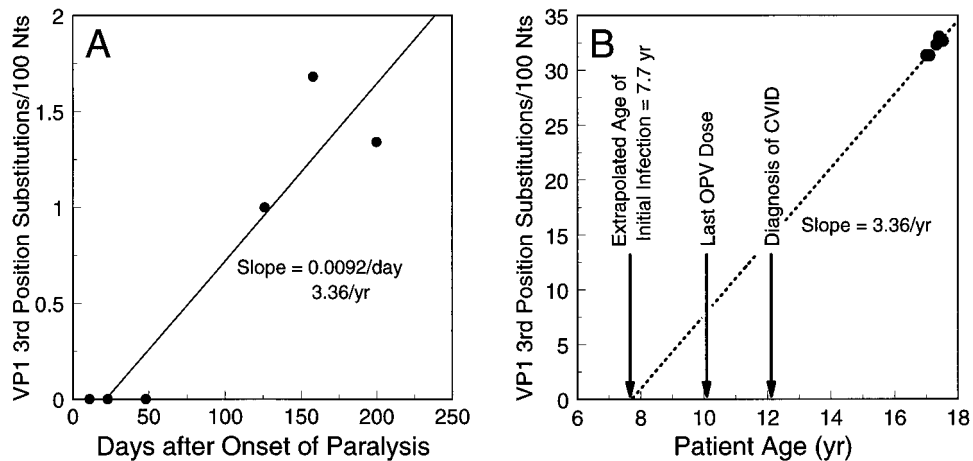 A
VP1 3rd Position Substitutions/100 Nts
2
1.5
1
0.5
0
Slope = 0.0092/day
3.36/yr
0 50 100 150 200 250
Days after Onset of Paralysis
B
VP1 3rd Position Substitutions/100 Nts
35
30
25
20
15
10
5
0
Extrapolated Age of
Initial Infection = 7.7 yr
Last OPV Dose
Diagnosis of CVID
Slope = 3.36/yr
6 8 10 12 14 16 18
Patient Age (yr)